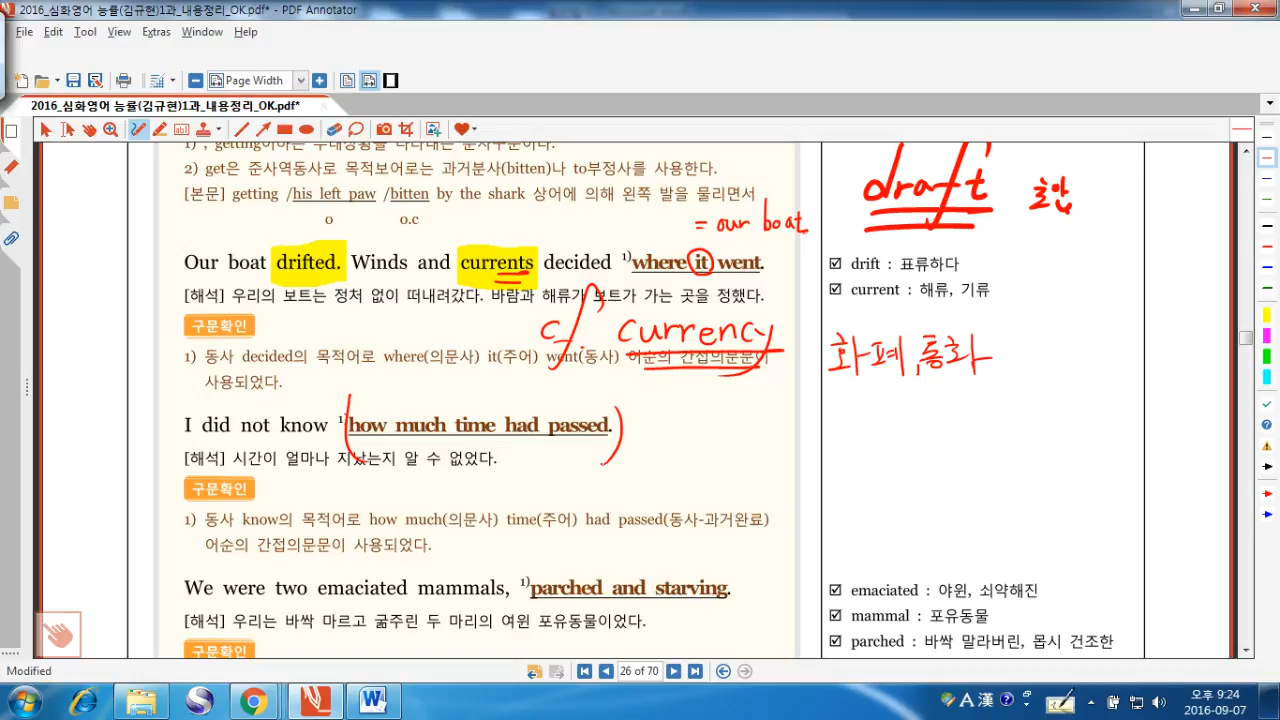 2016_심화영어 능률(김규현)1과_내용정리_OK.pdf* - PDF Annotator
File Edit Tool View Extras Window Help
Page Width
2016_심화영어 능률(김규현)1과_내용정리_OK.pdf*
2) get은 준사역동사로 목적보어로는 과거분사(bitten)나 to부정사를 사용한다.
[본문] getting /his left paw /bitten by the shark 상어에 의해 왼쪽 발을 물리면서
o o.c
= our boat
draft 초안
Our boat drifted. Winds and currents decided 1)where it went.
[해석] 우리의 보트는 정처 없이 떠내려갔다. 바람과 해류가 보트가 가는 곳을 정했다.
drift : 표류하다
current : 해류, 기류
구문확인
cf. currency
화폐, 통화
1) 동사 decided의 목적어로 where(의문사) it(주어) went(동사) 어순의 간접의문문이
사용되었다.
I did not know 1)(how much time had passed.)
[해석] 시간이 얼마나 지났는지 알 수 없었다.
구문확인
1) 동사 know의 목적어로 how much(의문사) time(주어) had passed(동사-과거완료)
어순의 간접의문문이 사용되었다.
We were two emaciated mammals, 1)parched and starving.
[해석] 우리는 바싹 마르고 굶주린 두 마리의 여윈 포유동물이었다.
emaciated : 야윈, 쇠약해진
mammal : 포유동물
parched : 바싹 말라버린, 몹시 건조한
구문확인
Modified
26 of 70
A 漢
오후 9:24
2016-09-07